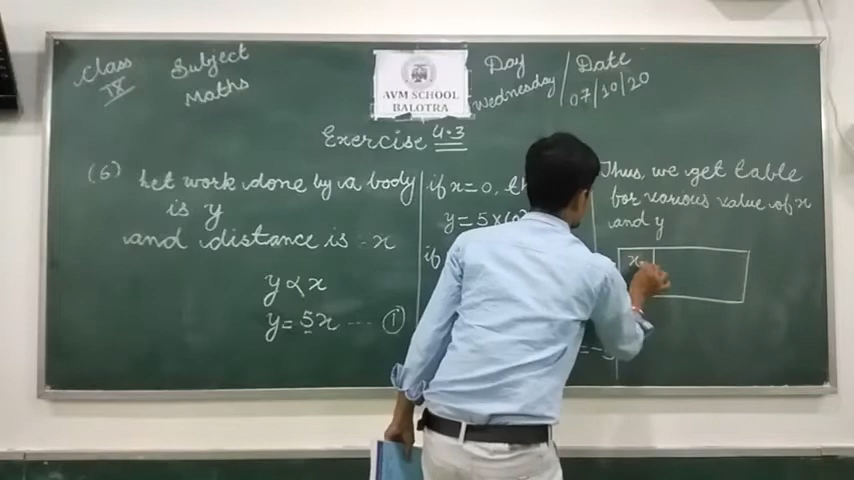 Class
IX
Subject
Maths
AVM SCHOOL
BALOTRA
Day
Wednesday
Date
07/10/20
Exercise 4.3
(6) Let work done by a body
is y
and distance is x
y ∝ x
y = 5x ---- ①
if x=0,
y = 5×(0
if
Thus, we get table
for various value of x
and y
x